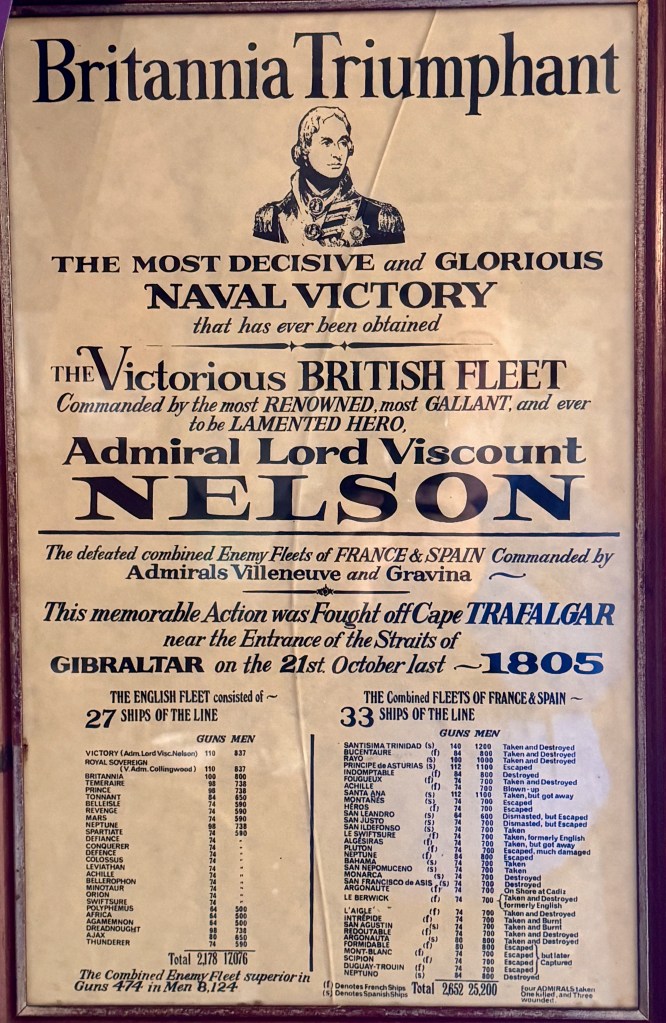 Britannia Triumphant
THE MOST DECISIVE and GLORIOUS
NAVAL VICTORY
that has ever been obtained
THE Victorious BRITISH FLEET
Commanded by the most RENOWNED, most GALLANT, and ever
to be LAMENTED HERO,
Admiral Lord Viscount
NELSON
The defeated combined Enemy Fleets of FRANCE & SPAIN Commanded by
Admirals Villeneuve and Gravina ~
This memorable Action was Fought off Cape TRAFALGAR
near the Entrance of the Straits of
GIBRALTAR on the 21st. October last ~ 1805
THE ENGLISH FLEET consisted of ~
27 SHIPS OF THE LINE
GUNS MEN
VICTORY (Adm. Lord Visc. Nelson) 110 837
ROYAL SOVEREIGN
(V. Adm. Collingwood) 110 837
BRITANNIA 100 800
TEMERAIRE 98 738
PRINCE 98 738
TONNANT 84 650
BELLEISLE 74 590
REVENGE 74 590
MARS 74 590
NEPTUNE 98 738
SPARTIATE 74 590
DEFIANCE 74 "
CONQUERER 74 "
DEFENCE 74 "
COLOSSUS 74 "
LEVIATHAN 74 "
ACHILLE 74 "
BELLEROPHON 74 "
MINOTAUR 74 "
ORION 74 "
SWIFTSURE 74 "
POLYPHEMUS 64 500
AFRICA 64 500
AGAMEMNON 64 500
DREADNOUGHT 98 738
AJAX 80 650
THUNDERER 74 590
Total 2,178 17076
The Combined Enemy Fleet superior in
Guns 474 in Men 8,124
THE Combined FLEETS OF FRANCE & SPAIN ~
33 SHIPS OF THE LINE
GUNS MEN
SANTISIMA TRINIDAD (s) 140 1200 Taken and Destroyed
BUCENTAURE (f) 84 800 Taken and Destroyed
RAYO (s) 100 1000 Taken and Destroyed
PRINCIPE de ASTURIAS (s) 112 1100 Escaped
INDOMPTABLE (f) 84 800 Destroyed
FOUGUEUX (f) 74 700 Taken and Destroyed
ACHILLE (f) 74 700 Blown-up
SANTA ANA (s) 112 1100 Taken, but got away
MONTANÉS (s) 74 700 Escaped
HÉROS (f) 74 700 Escaped
SAN LEANDRO (s) 64 600 Dismasted, but Escaped
SAN JUSTO (s) 74 700 Dismasted, but Escaped
SAN ILDEFONSO (s) 74 700 Taken
LE SWIFTSURE (f) 74 700 Taken, formerly English
ALGÉSIRAS (f) 74 700 Taken, but got away
PLUTON (f) 74 700 Escaped, much damaged
NEPTUNE (f) 84 800 Escaped
BAHAMA (s) 74 700 Taken
SAN NEPOMUCENO (s) 74 700 Taken
MONARCA (s) 74 700 Destroyed
SAN FRANCISCO de ASIS (s) 74 700 Destroyed
ARGONAUTE (f) 74 700 On Shore at Cadiz
LE BERWICK (f) 74 700 Taken and Destroyed
formerly English
L'AIGLE (f) 74 700 Taken and Destroyed
INTRÉPIDE (f) 74 700 Taken and Burnt
SAN AGUSTIN (s) 74 700 Taken and Burnt
REDOUTABLE (f) 74 700 Taken and Destroyed
ARGONAUTA (s) 80 800 Taken and Destroyed
FORMIDABLE (f) 80 800 Escaped
MONT-BLANC (f) 74 700 Escaped but later
SCIPION (f) 74 700 Escaped Captured
DUGUAY-TROUIN (f) 74 700 Escaped
NEPTUNO (s) 84 800 Destroyed
(f) Denotes French Ships
(s) Denotes Spanish Ships
Total 2,652 25,200
Four ADMIRALS taken
One killed, and Three
wounded.